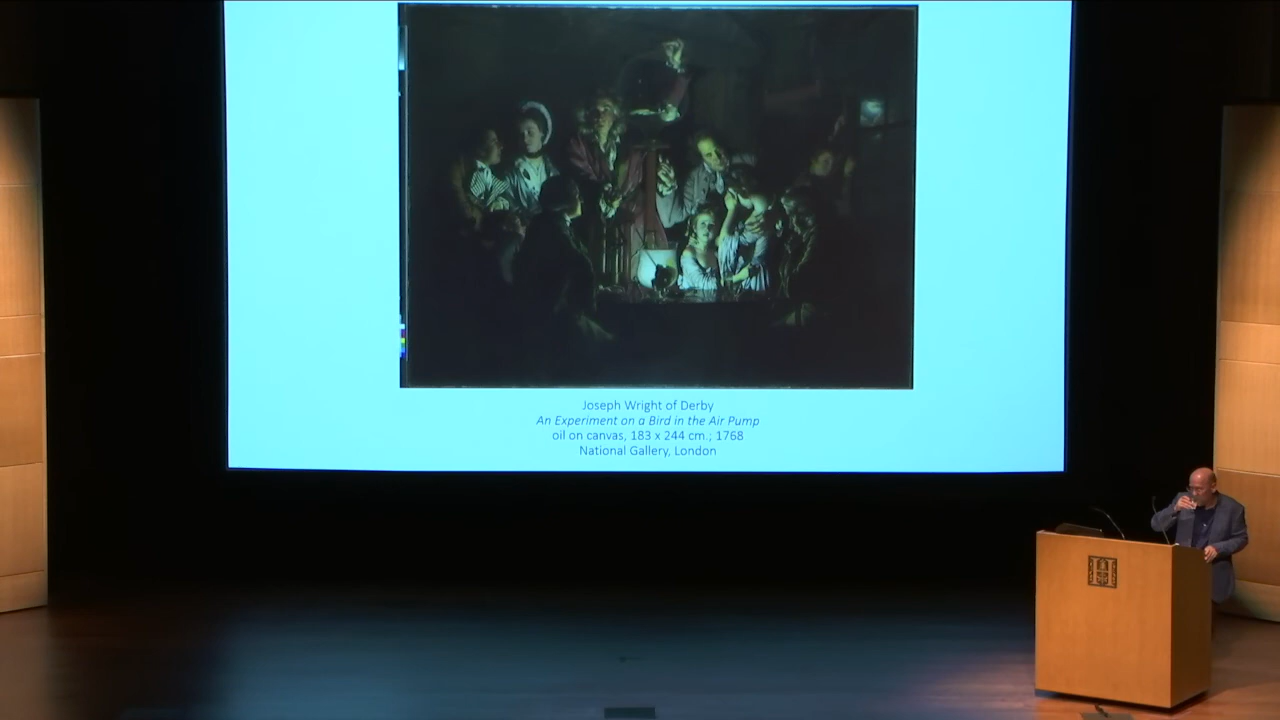 Joseph Wright of Derby
An Experiment on a Bird in the Air Pump
oil on canvas, 183 x 244 cm.; 1768
National Gallery, London
H